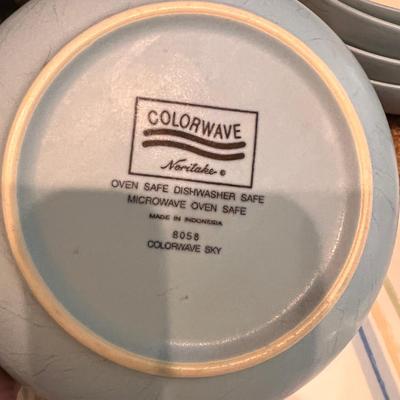 COLORWAVE
Noritake ©
OVEN SAFE DISHWASHER SAFE
MICROWAVE OVEN SAFE
MADE IN INDONESIA
8058
COLORWAVE SKY